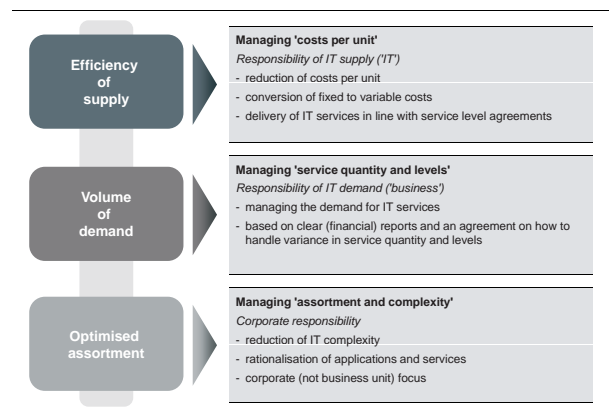 Efficiency
of
supply
Managing 'costs per unit'
Responsibility of IT supply ('IT')
- reduction of costs per unit
- conversion of fixed to variable costs
- delivery of IT services in line with service level agreements
Volume
of
demand
Managing 'service quantity and levels'
Responsibility of IT demand ('business')
- managing the demand for IT services
- based on clear (financial) reports and an agreement on how to
handle variance in service quantity and levels
Optimised
assortment
Managing 'assortment and complexity'
Corporate responsibility
- reduction of IT complexity
- rationalisation of applications and services
- corporate (not business unit) focus